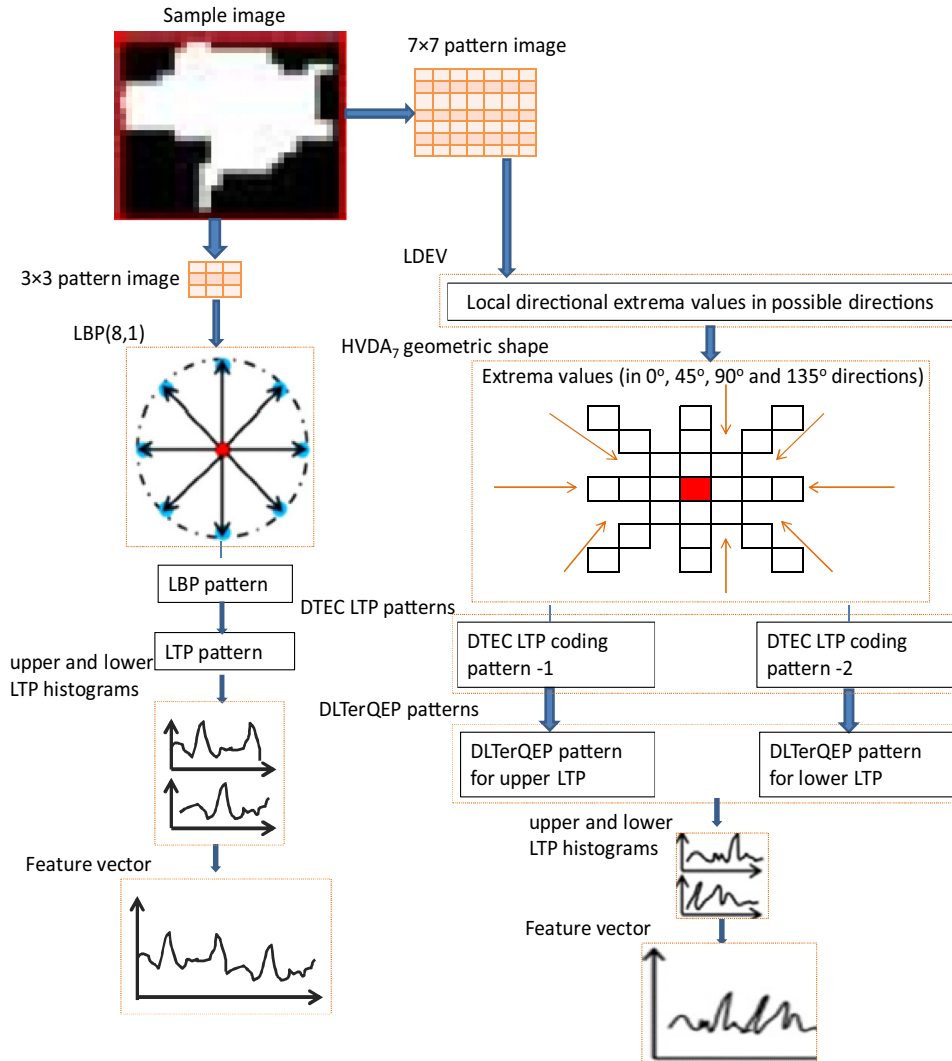 Sample image
7×7 pattern image
3×3 pattern image
LDEV
Local directional extrema values in possible directions
LBP(8,1)
HVDA₇ geometric shape
Extrema values (in 0°, 45°, 90° and 135° directions)
LBP pattern
DTEC LTP patterns
LTP pattern
DTEC LTP coding
pattern -1
DTEC LTP coding
pattern -2
upper and lower
LTP histograms
DLTerQEP patterns
DLTerQEP pattern
for upper LTP
DLTerQEP pattern
for lower LTP
upper and lower
LTP histograms
Feature vector
Feature vector